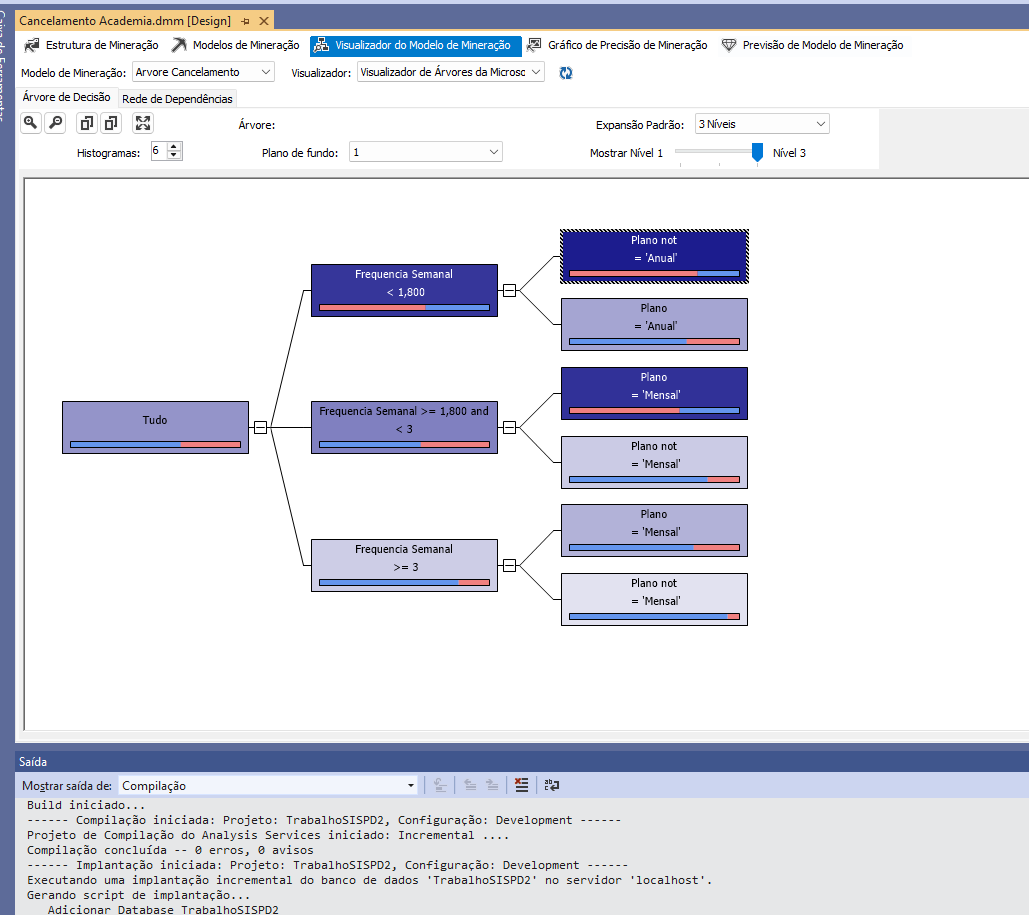 Cancelamento Academia.dmm [Design]
Caixa de Ferramentas
Estrutura de Mineração
Modelos de Mineração
Visualizador do Modelo de Mineração
Gráfico de Precisão de Mineração
Previsão de Modelo de Mineração
Modelo de Mineração: Arvore Cancelamento
Visualizador: Visualizador de Árvores da Microsc
Árvore de Decisão
Rede de Dependências
Árvore:
Expansão Padrão: 3 Níveis
Histogramas: 6
Plano de fundo: 1
Mostrar Nível 1
Nível 3
Tudo
Frequencia Semanal
< 1,800
Plano not
= 'Anual'
Plano
= 'Anual'
Frequencia Semanal >= 1,800 and
< 3
Plano
= 'Mensal'
Plano not
= 'Mensal'
Frequencia Semanal
>= 3
Plano
= 'Mensal'
Plano not
= 'Mensal'
Saída
Mostrar saída de: Compilação
Build iniciado...
------ Compilação iniciada: Projeto: TrabalhoSISPD2, Configuração: Development ------
Projeto de Compilação do Analysis Services iniciado: Incremental ....
Compilação concluída -- 0 erros, 0 avisos
------ Implantação iniciada: Projeto: TrabalhoSISPD2, Configuração: Development ------
Executando uma implantação incremental do banco de dados 'TrabalhoSISPD2' no servidor 'localhost'.
Gerando script de implantação...
Adicionar Database TrabalhoSISPD2